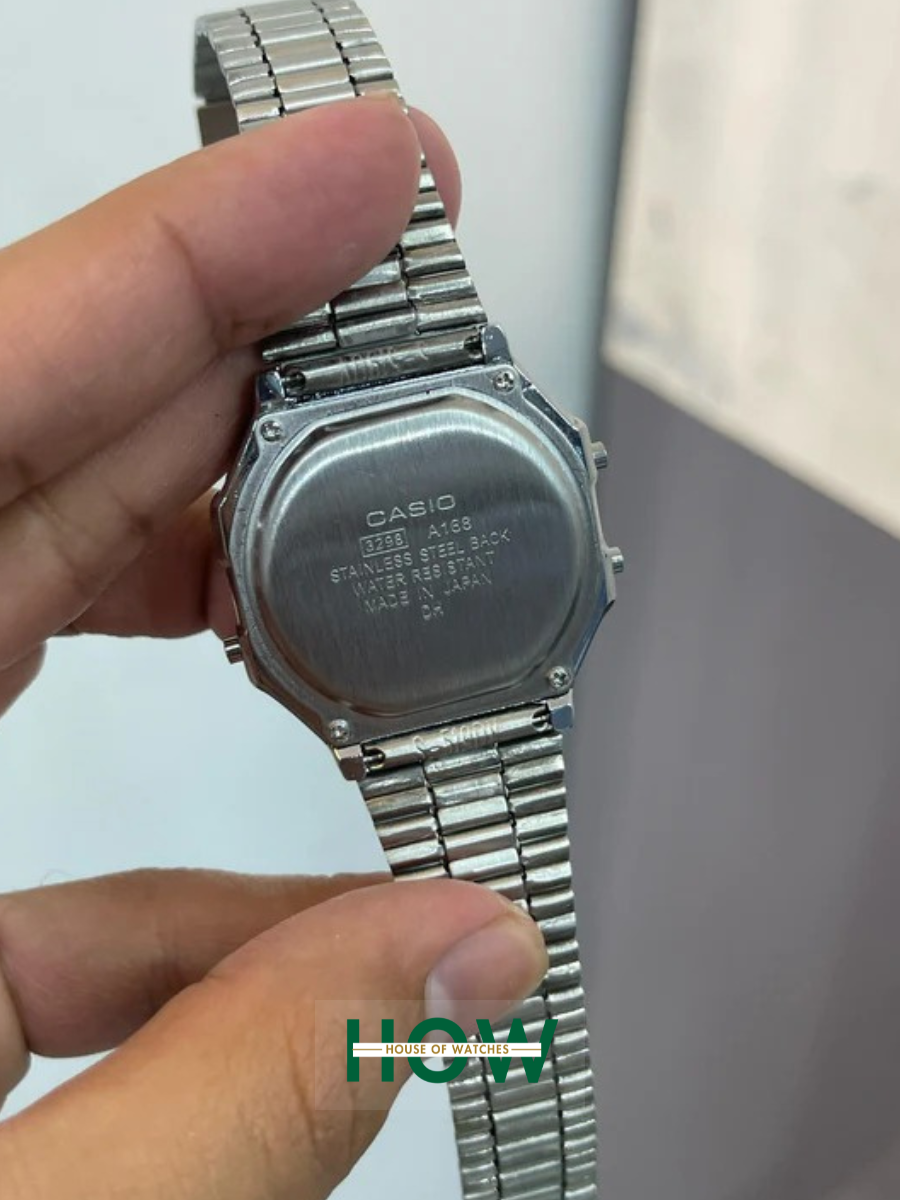 CASIO
3298 A168
STAINLESS STEEL BACK
WATER RESISTANT
MADE IN JAPAN
HOW
HOUSE OF WATCHES